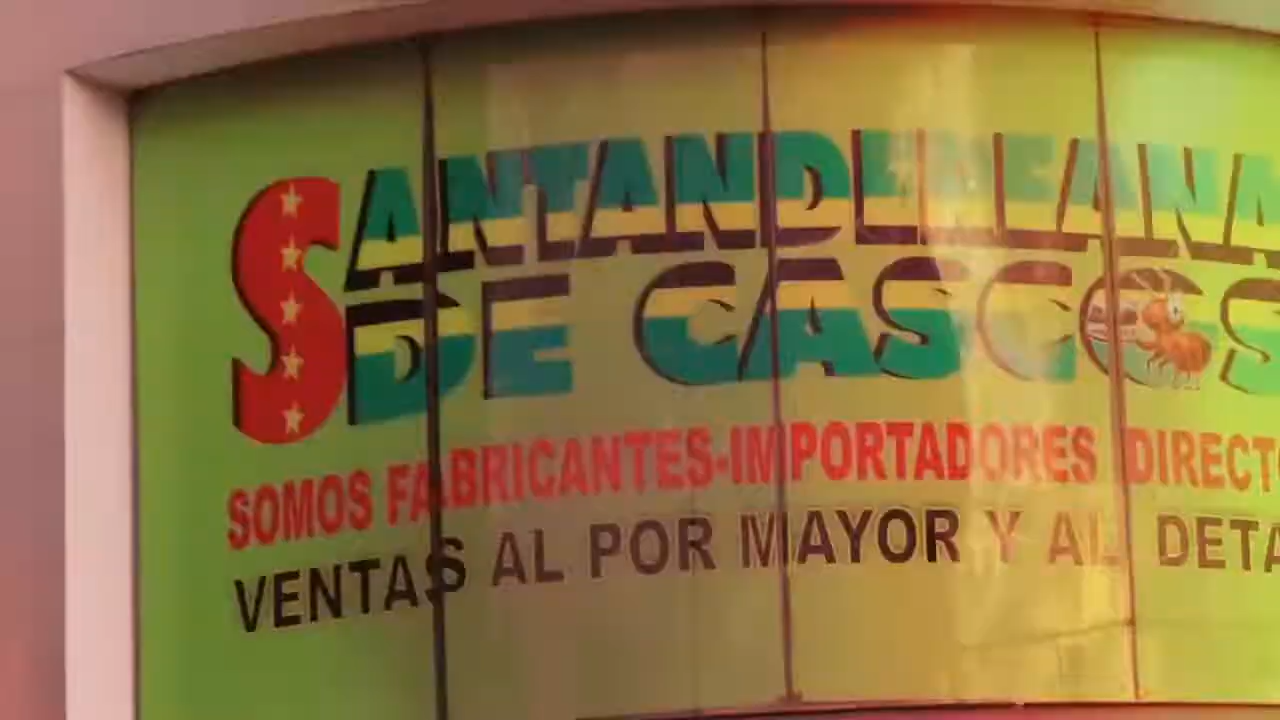 SANTANDEREANA
DE CASCOS
SOMOS FABRICANTES-IMPORTADORES DIRECTO
VENTAS AL POR MAYOR Y AL DETA